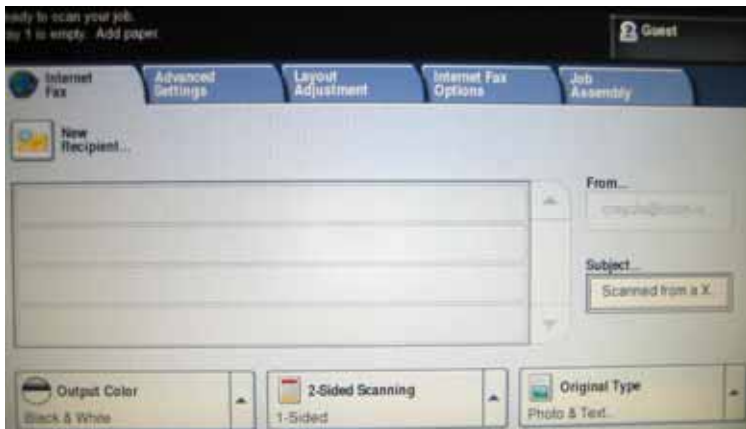 eady to scan your job.
ay 1 is empty. Add paper.
Guest
Internet
Fax
Advanced
Settings
Layout
Adjustment
Internet Fax
Options
Job
Assembly
New
Recipient...
From...
Subject...
Scanned from a X
Output Color
Black & White
2-Sided Scanning
1-Sided
Original Type
Photo & Text